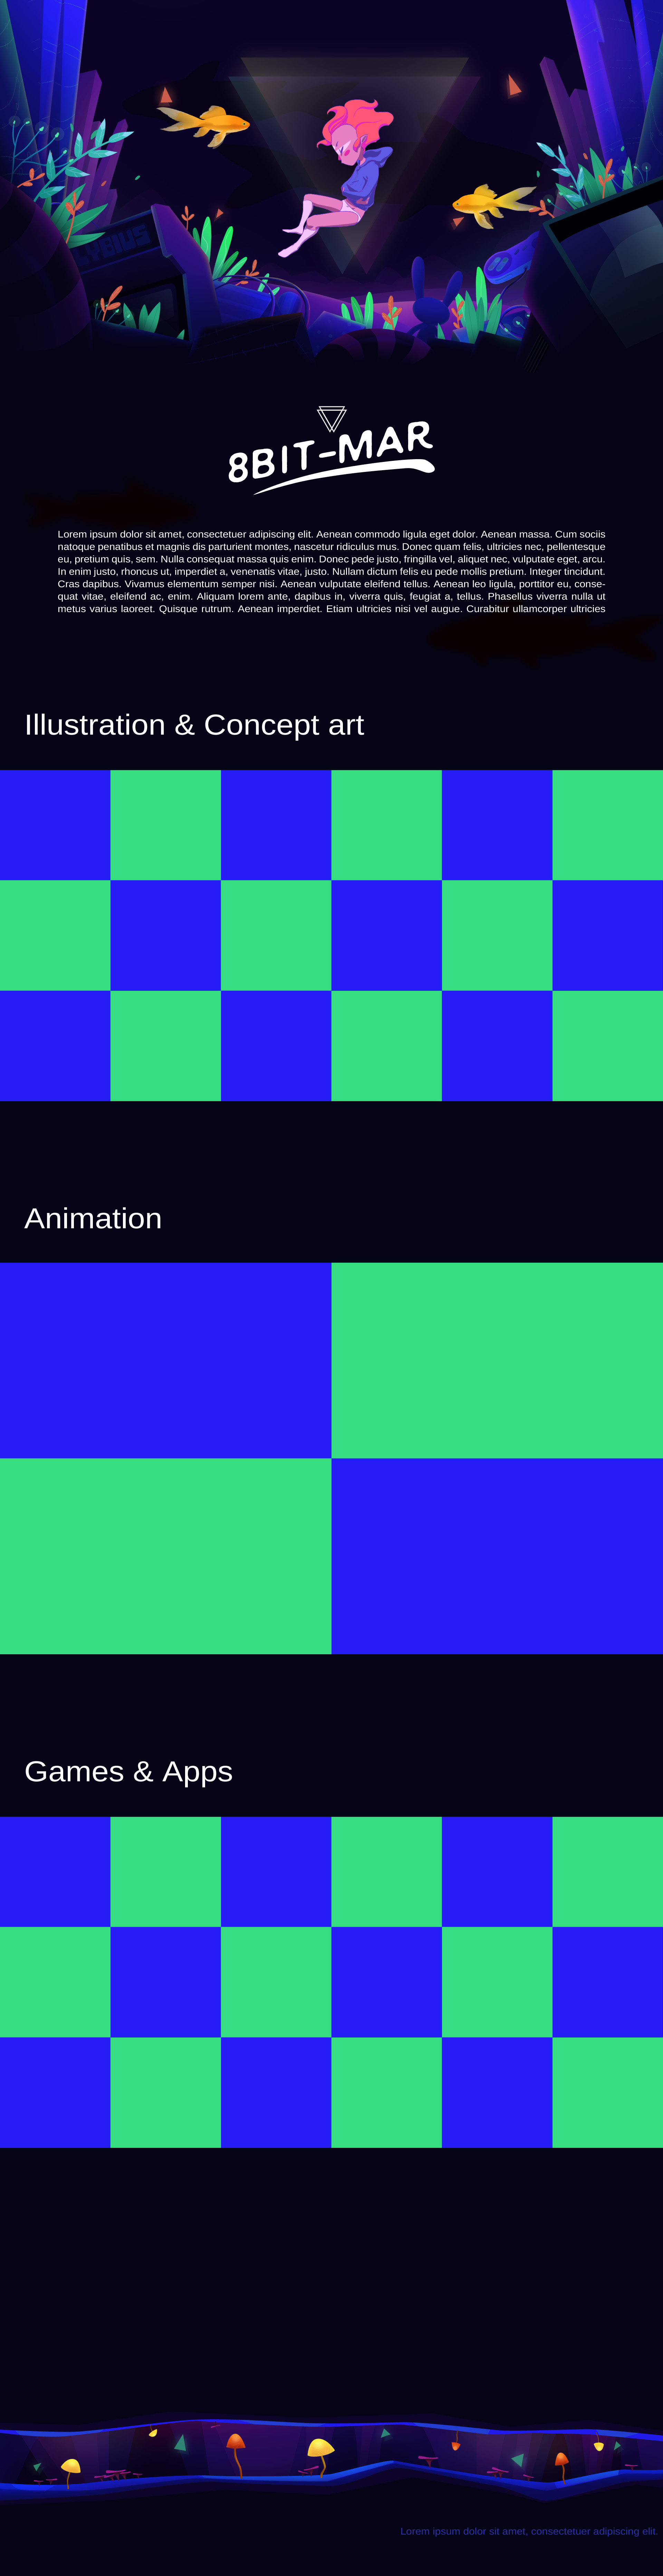 8BIT-MAR
Lorem ipsum dolor sit amet, consectetuer adipiscing elit. Aenean commodo ligula eget dolor. Aenean massa. Cum sociis
natoque penatibus et magnis dis parturient montes, nascetur ridiculus mus. Donec quam felis, ultricies nec, pellentesque
eu, pretium quis, sem. Nulla consequat massa quis enim. Donec pede justo, fringilla vel, aliquet nec, vulputate eget, arcu.
In enim justo, rhoncus ut, imperdiet a, venenatis vitae, justo. Nullam dictum felis eu pede mollis pretium. Integer tincidunt.
Cras dapibus. Vivamus elementum semper nisi. Aenean vulputate eleifend tellus. Aenean leo ligula, porttitor eu, conse-
quat vitae, eleifend ac, enim. Aliquam lorem ante, dapibus in, viverra quis, feugiat a, tellus. Phasellus viverra nulla ut
metus varius laoreet. Quisque rutrum. Aenean imperdiet. Etiam ultricies nisi vel augue. Curabitur ullamcorper ultricies
Illustration & Concept art
Animation
Games & Apps
Lorem ipsum dolor sit amet, consectetuer adipiscing elit.